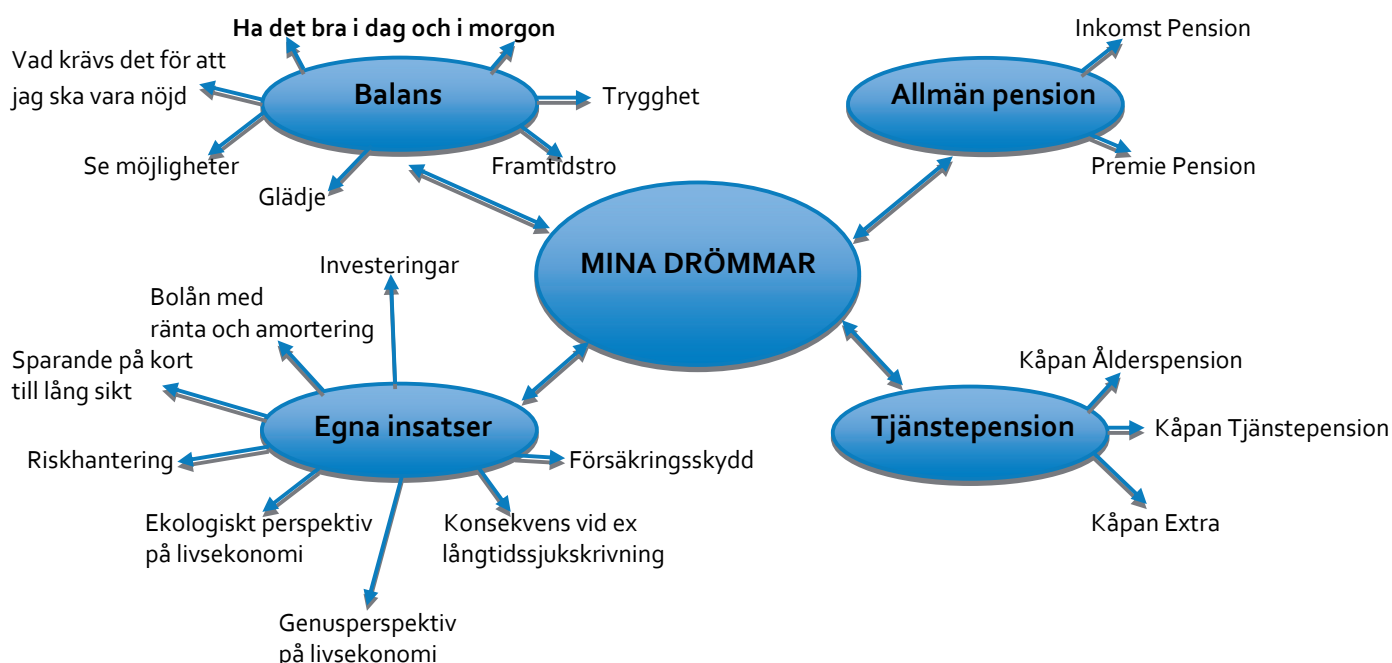 Ha det bra i dag och i morgon
Vad krävs det för att
jag ska vara nöjd
Balans
Trygghet
Se möjligheter
Framtidstro
Glädje
Inkomst Pension
Allmän pension
Premie Pension
MINA DRÖMMAR
Investeringar
Bolån med
ränta och amortering
Sparande på kort
till lång sikt
Egna insatser
Riskhantering
Försäkringsskydd
Ekologiskt perspektiv
på livsekonomi
Konsekvens vid ex
långtidssjukskrivning
Genusperspektiv
på livsekonomi
Kåpan Ålderspension
Tjänstepension
Kåpan Tjänstepension
Kåpan Extra